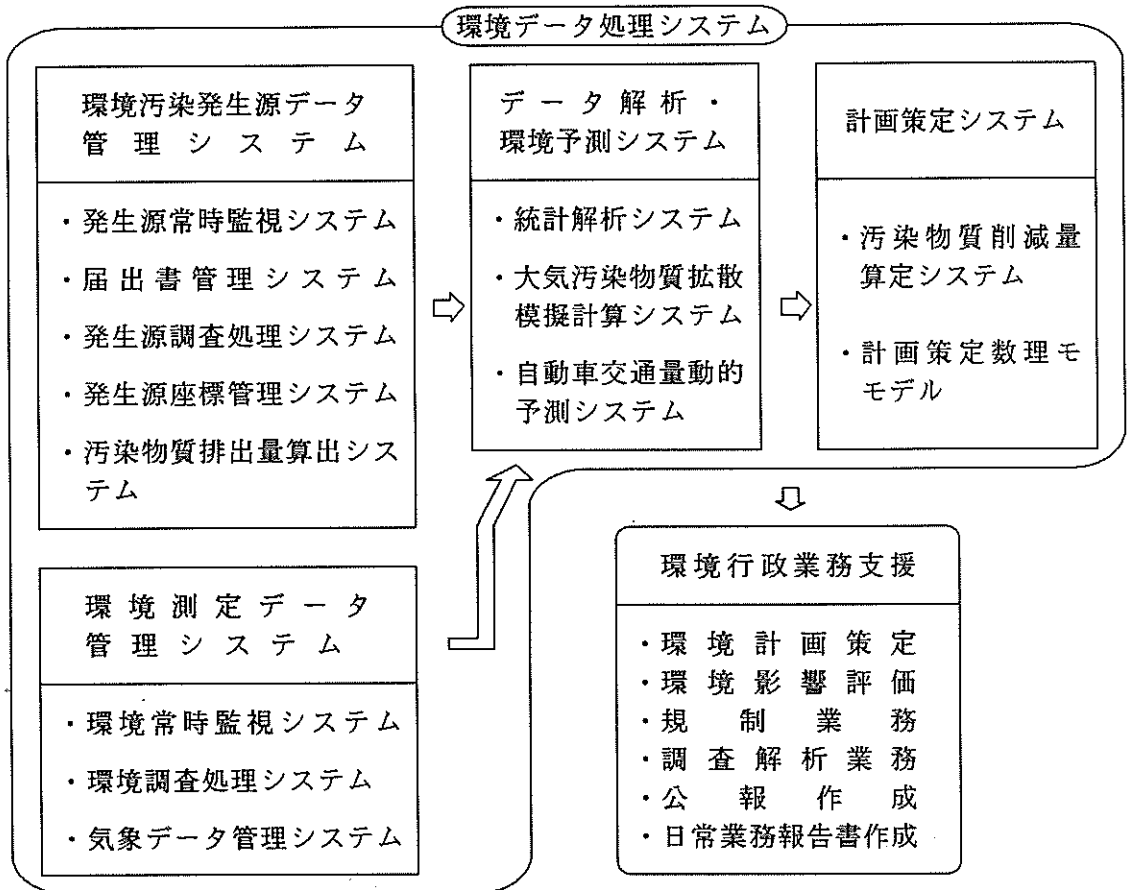 環境データ処理システム
環境汚染発生源データ
管理システム
・発生源常時監視システム
・届出書管理システム
・発生源調査処理システム
・発生源座標管理システム
・汚染物質排出量算出シス
テム
環境測定データ
管理システム
・環境常時監視システム
・環境調査処理システム
・気象データ管理システム
データ解析・
環境予測システム
・統計解析システム
・大気汚染物質拡散
模擬計算システム
・自動車交通量動的
予測システム
計画策定システム
・汚染物質削減量
算定システム
・計画策定数理モ
モデル
環境行政業務支援
・環境計画策定
・環境影響評価
・規制業務
・調査解析業務
・公報作成
・日常業務報告書作成